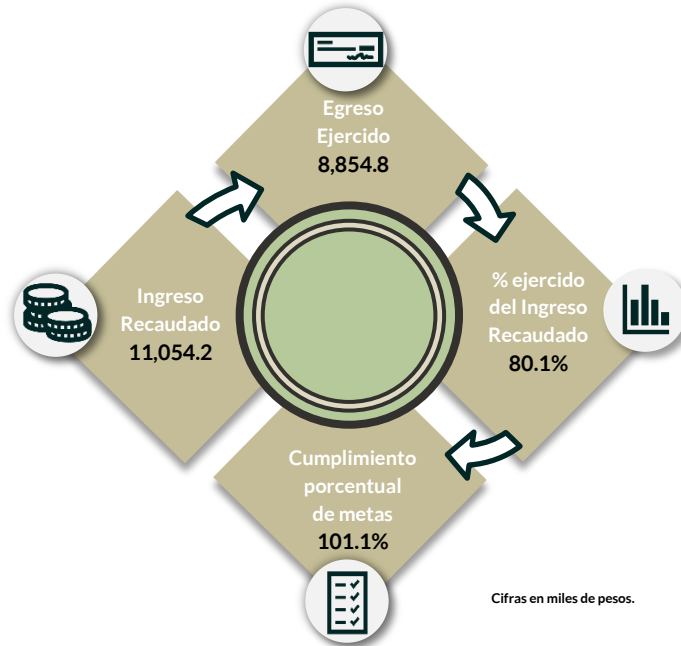 Egreso
Ejercido
8,854.8
Ingreso
Recaudado
11,054.2
% ejercido
del Ingreso
Recaudado
80.1%
Cumplimiento
porcentual
de metas
101.1%
Cifras en miles de pesos.